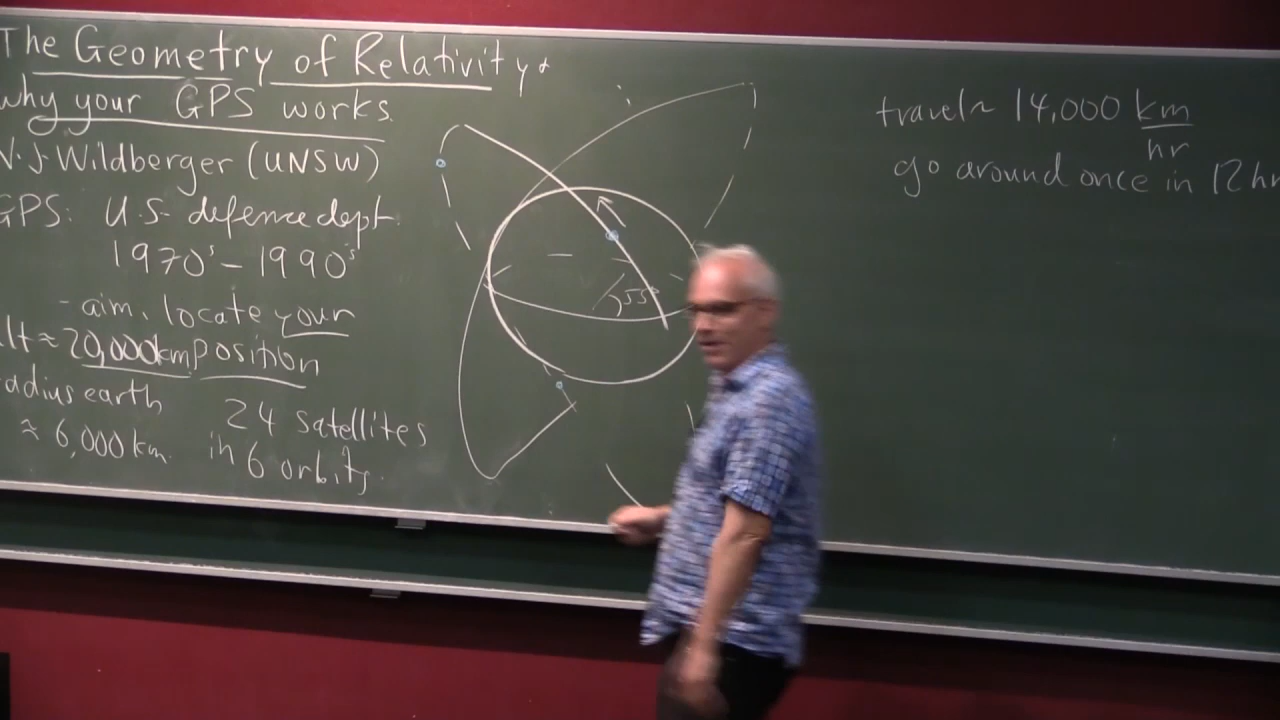 The Geometry of Relativity &
why your GPS works.
N.J Wildberger (UNSW)
GPS: U.S. defence dept.
1970's - 1990's
- aim. locate your
alt ≈ 20,000km position
radius earth
≈ 6,000 km.
24 satellites
in 6 orbits.
55°
travel ~ 14,000 km/hr
go around once in 12 hr